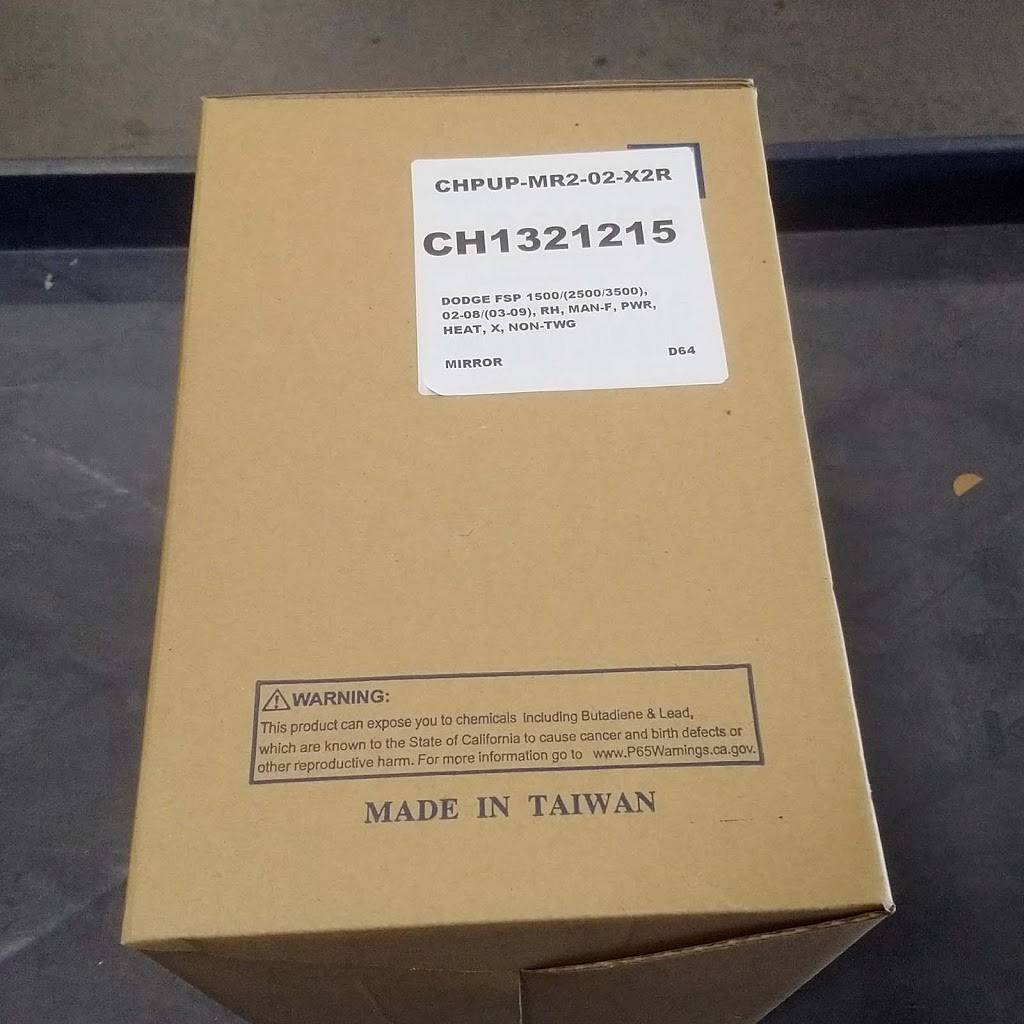 CHPUP-MR2-02-X2R
CH1321215
DODGE FSP 1500/(2500/3500),
02-08/(03-09), RH, MAN-F, PWR,
HEAT, X, NON-TWG
MIRROR D64
WARNING:
This product can expose you to chemicals including Butadiene & Lead,
which are known to the State of California to cause cancer and birth defects or
other reproductive harm. For more information go to www.P65Warnings.ca.gov.
MADE IN TAIWAN